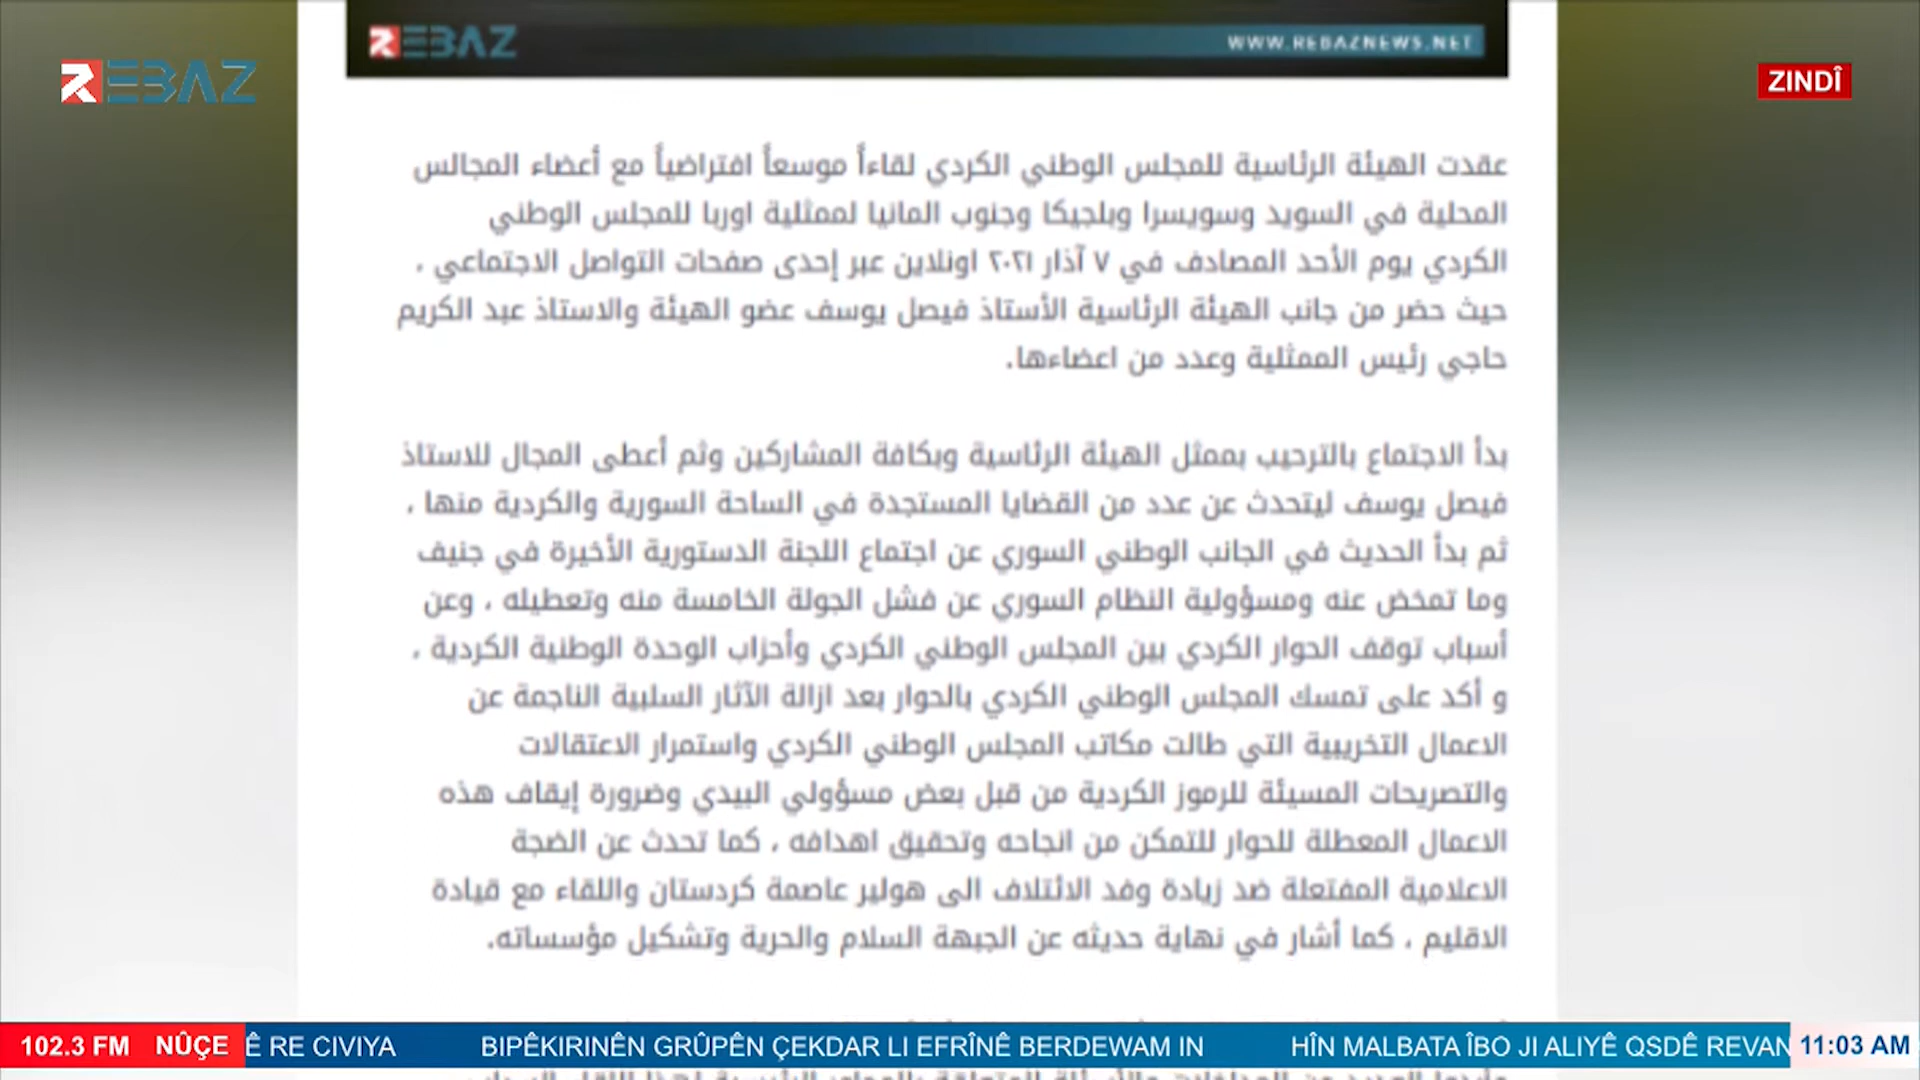 REBAZ
WWW.REBAZNEWS.NET
REBAZ
ZINDÎ
عقدت الهيئة الرئاسية للمجلس الوطني الكردي لقاءاً موسعاً افتراضياً مع أعضاء المجالس
المحلية في السويد وسويسرا وبلجيكا وجنوب المانيا لممثلية اوربا للمجلس الوطني
الكردي يوم الأحد المصادف في ٧ آذار ٢٠٢١ اونلاين عبر إحدى صفحات التواصل الاجتماعي ،
حيث حضر من جانب الهيئة الرئاسية الأستاذ فيصل يوسف عضو الهيئة والاستاذ عبد الكريم
حاجي رئيس الممثلية وعدد من اعضاءها.
بدأ الاجتماع بالترحيب بممثل الهيئة الرئاسية وبكافة المشاركين وثم أعطى المجال للاستاذ
فيصل يوسف ليتحدث عن عدد من القضايا المستجدة في الساحة السورية والكردية منها ،
ثم بدأ الحديث في الجانب الوطني السوري عن اجتماع اللجنة الدستورية الأخيرة في جنيف
وما تمخض عنه ومسؤولية النظام السوري عن فشل الجولة الخامسة منه وتعطيله ، وعن
أسباب توقف الحوار الكردي بين المجلس الوطني الكردي وأحزاب الوحدة الوطنية الكردية ،
و أكد على تمسك المجلس الوطني الكردي بالحوار بعد ازالة الآثار السلبية الناجمة عن
الاعمال التخريبية التي طالت مكاتب المجلس الوطني الكردي واستمرار الاعتقالات
والتصريحات المسيئة للرموز الكردية من قبل بعض مسؤولي البيدي وضرورة إيقاف هذه
الاعمال المعطلة للحوار للتمكن من انجاحه وتحقيق اهدافه ، كما تحدث عن الضجة
الاعلامية المفتعلة ضد زيادة وفد الائتلاف الى هولير عاصمة كردستان واللقاء مع قيادة
الاقليم ، كما أشار في نهاية حديثه عن الجبهة السلام والحرية وتشكيل مؤسساته.
102.3 FM NÛÇE Ê RE CIVIYA BIPÊKIRINÊN GRÛPÊN ÇEKDAR LI EFRÎNÊ BERDEWAM IN HÎN MALBATA ÎBO JI ALIYÊ QSDÊ REVAN 11:03 AM